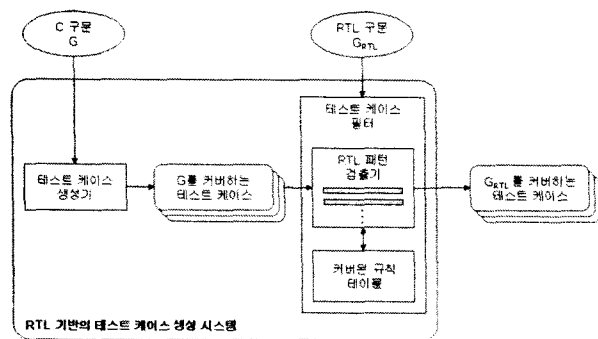 C 구문
G
RTL 구문
G_RTL
테스트 케이스
필터
테스트 케이스
생성기
G를 커버하는
테스트 케이스
RTL 패턴
검출기
G_RTL 를 커버하는
테스트 케이스
커버된 규칙
테이블
RTL 기반의 테스트 케이스 생성 시스템